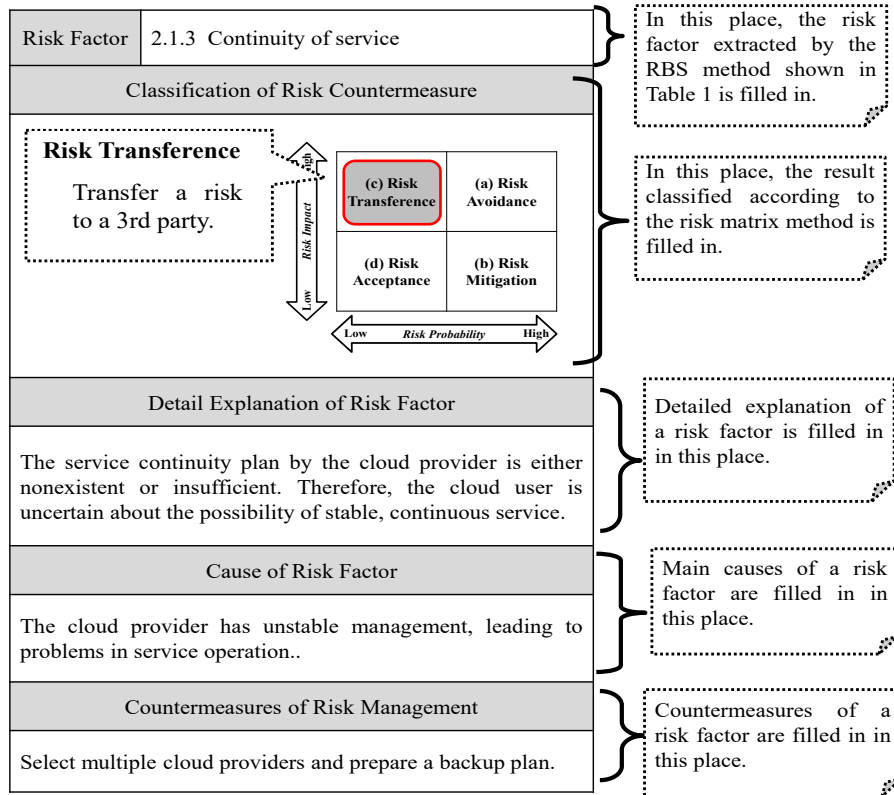 Risk Factor
2.1.3 Continuity of service
In this place, the risk
factor extracted by the
RBS method shown in
Table 1 is filled in.
Classification of Risk Countermeasure
Risk Transference
Transfer a risk
to a 3rd party.
High
Risk Impact
Low
(c) Risk
Transference
(a) Risk
Avoidance
(d) Risk
Acceptance
(b) Risk
Mitigation
Low
Risk Probability
High
In this place, the result
classified according to
the risk matrix method is
filled in.
Detail Explanation of Risk Factor
The service continuity plan by the cloud provider is either
nonexistent or insufficient. Therefore, the cloud user is
uncertain about the possibility of stable, continuous service.
Detailed explanation of
a risk factor is filled in
in this place.
Cause of Risk Factor
The cloud provider has unstable management, leading to
problems in service operation..
Main causes of a risk
factor are filled in in
this place.
Countermeasures of Risk Management
Select multiple cloud providers and prepare a backup plan.
Countermeasures of a
risk factor are filled in in
this place.